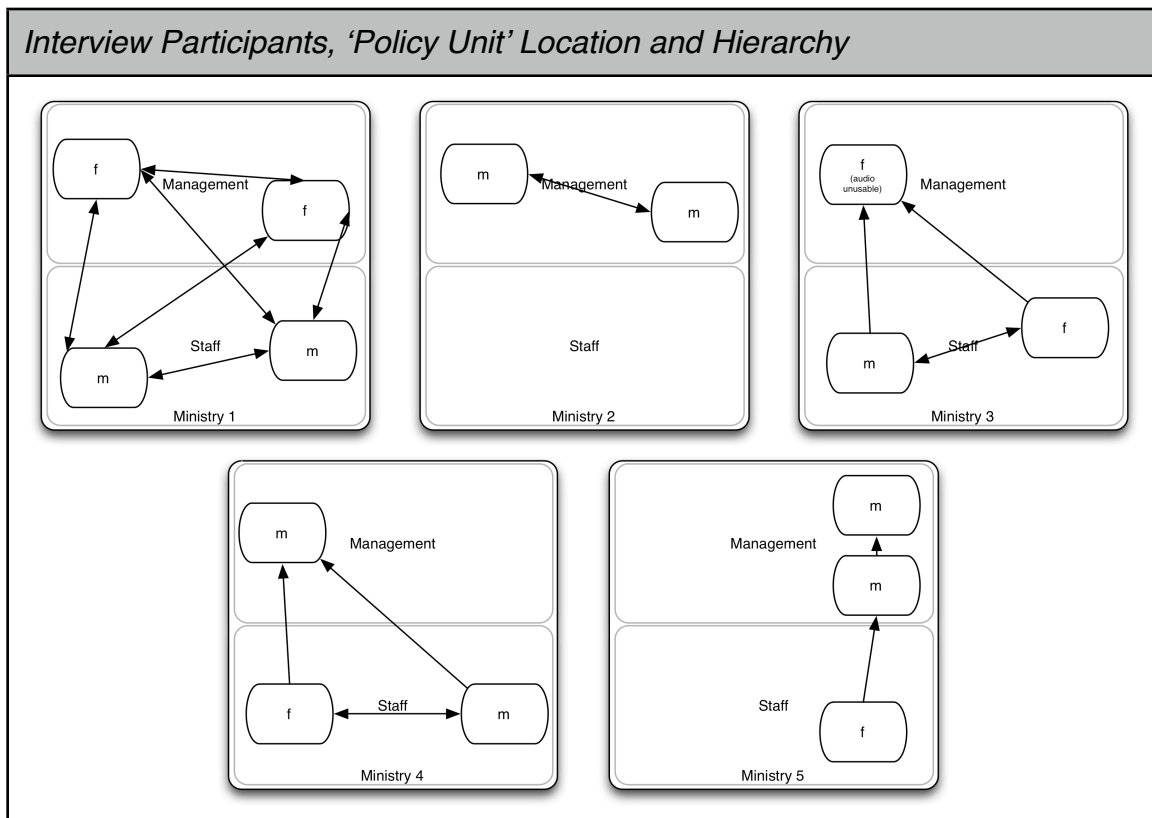 Interview Participants, ‘Policy Unit’ Location and Hierarchy
f
Management
f
Staff
m
m
Ministry 1
m
Management
m
Staff
Ministry 2
f
(audio
unusable)
Management
f
Staff
m
Ministry 3
m
Management
f
Staff
m
Ministry 4
m
Management
m
Staff
f
Ministry 5